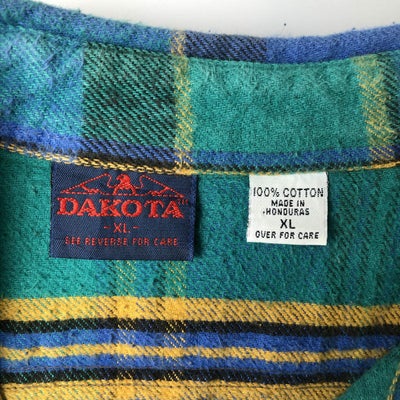 DAKOTA
- XL -
SEE REVERSE FOR CARE
100% COTTON
MADE IN
HONDURAS
XL
OVER FOR CARE